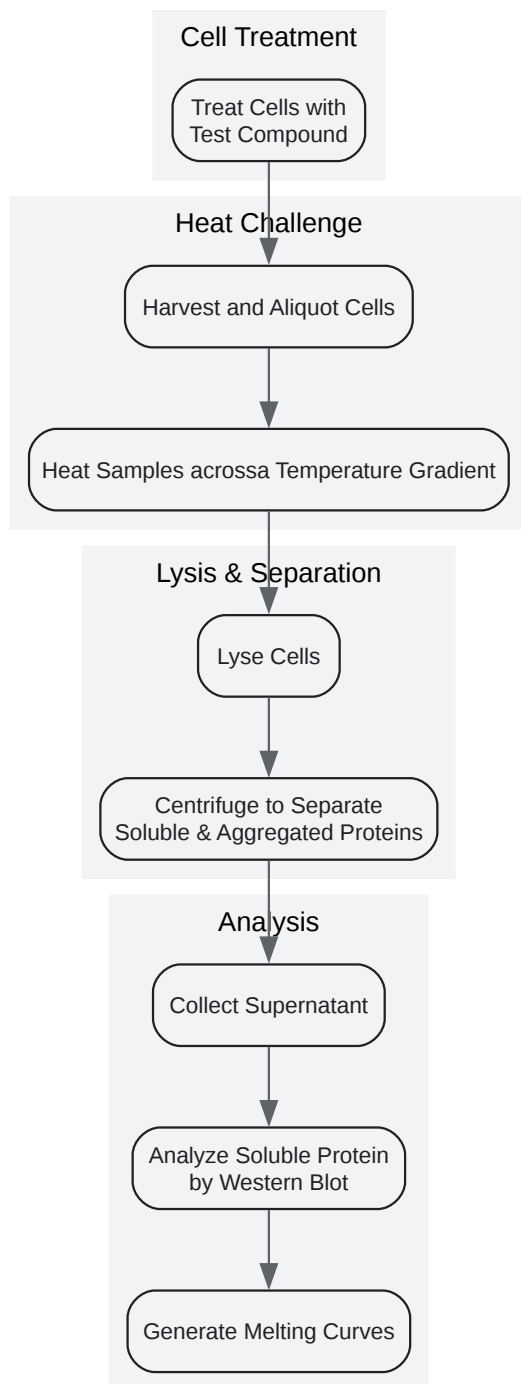 Cell Treatment
Treat Cells with
Test Compound
Heat Challenge
Harvest and Aliquot Cells
Heat Samples acrossa Temperature Gradient
Lysis & Separation
Lyse Cells
Centrifuge to Separate
Soluble & Aggregated Proteins
Analysis
Collect Supernatant
Analyze Soluble Protein
by Western Blot
Generate Melting Curves